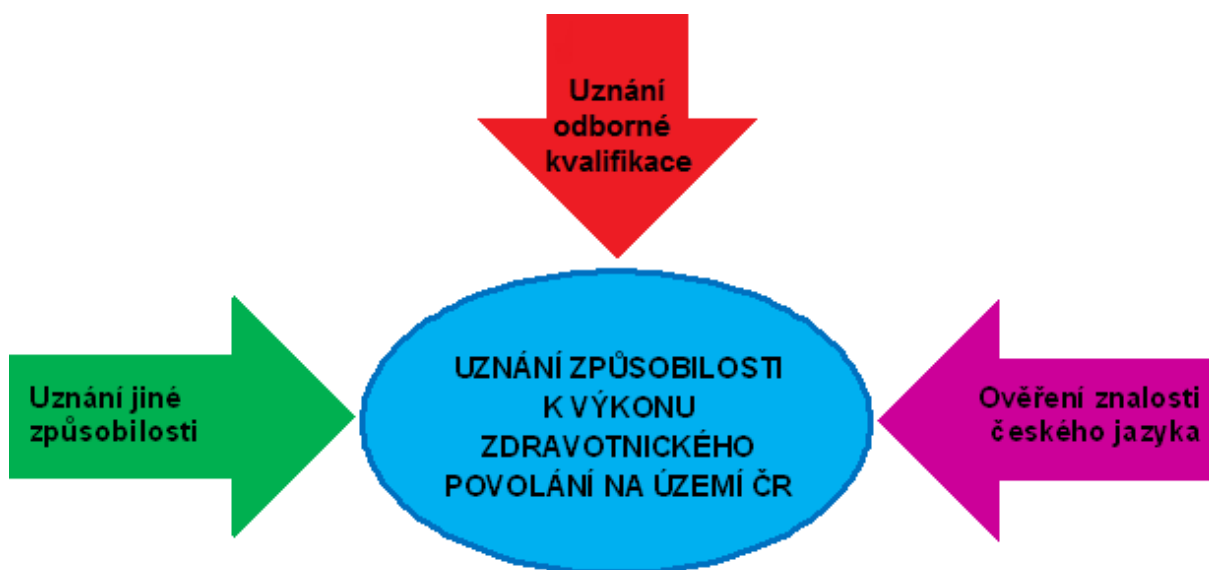 Uznání
odborné
kvalifikace
UZNÁNÍ ZPŮSOBILOSTI
K VÝKONU
ZDRAVOTNICKÉHO
POVOLÁNÍ NA ÚZEMÍ ČR
Uznání jiné
způsobilosti
Ověření znalosti
českého jazyka